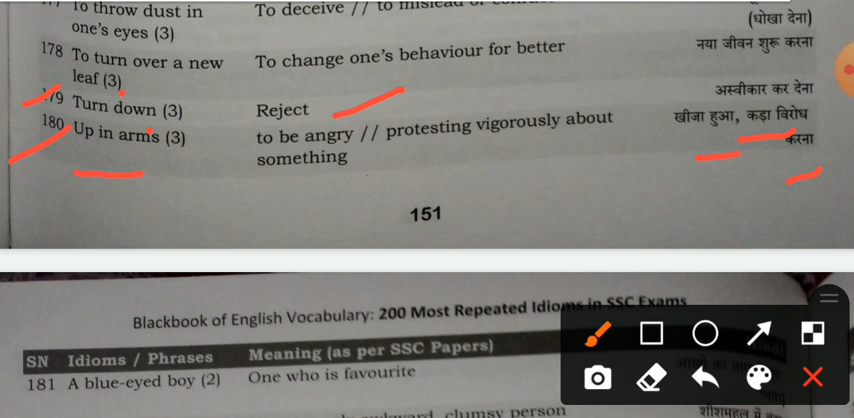 To throw dust in To deceive // to
one's eyes (3) (धोखा देना)
178 To turn over a new To change one's behaviour for better नया जीवन शुरू करना
leaf (3)
179 Turn down (3) Reject अस्वीकार कर देना
180 Up in arms (3) to be angry // protesting vigorously about खीजा हुआ, कड़ा विरोध
something करना
151
Blackbook of English Vocabulary: 200 Most Repeated Idioms in SSC Exams
SN Idioms / Phrases Meaning (as per SSC Papers)
181 A blue-eyed boy (2) One who is favourite
clumsy person शीशमहल में